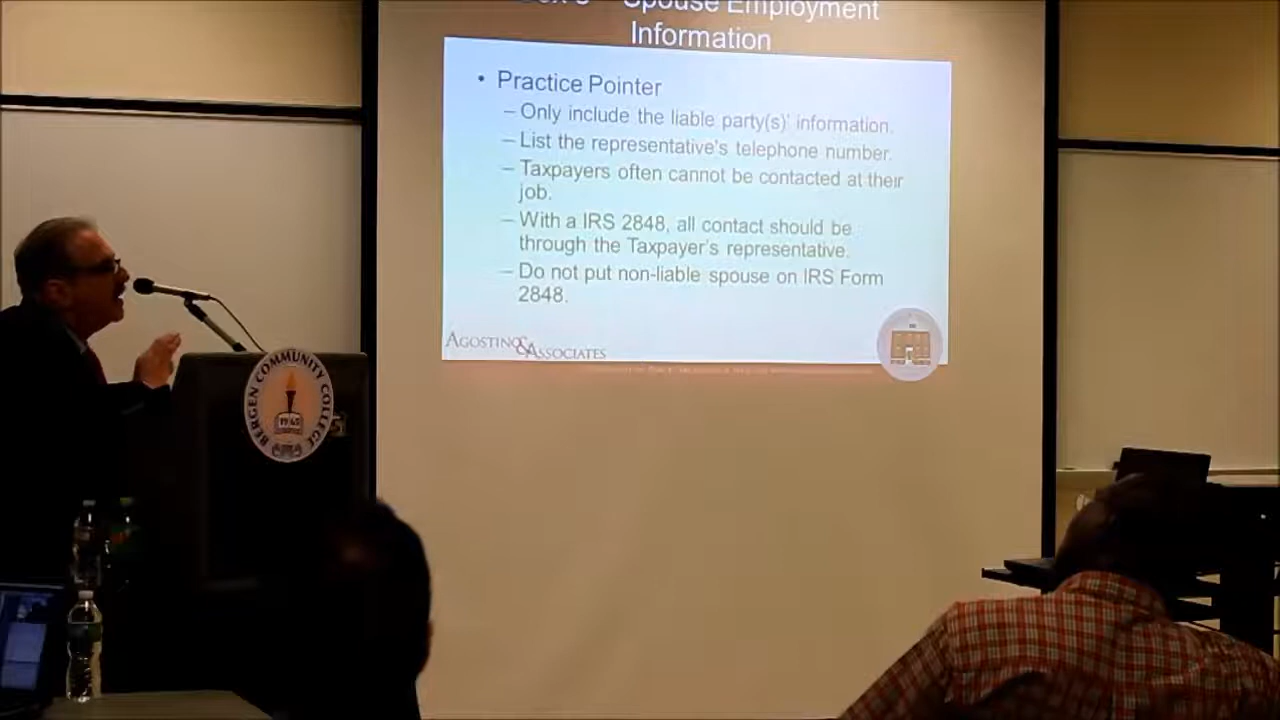 Spouse Employment
Information
• Practice Pointer
– Only include the liable party(s)' information.
– List the representative's telephone number.
– Taxpayers often cannot be contacted at their
job.
– With a IRS 2848, all contact should be
through the Taxpayer's representative.
– Do not put non-liable spouse on IRS Form
2848.
AGOSTINO & ASSOCIATES
BERGEN COMMUNITY COLLEGE
1965